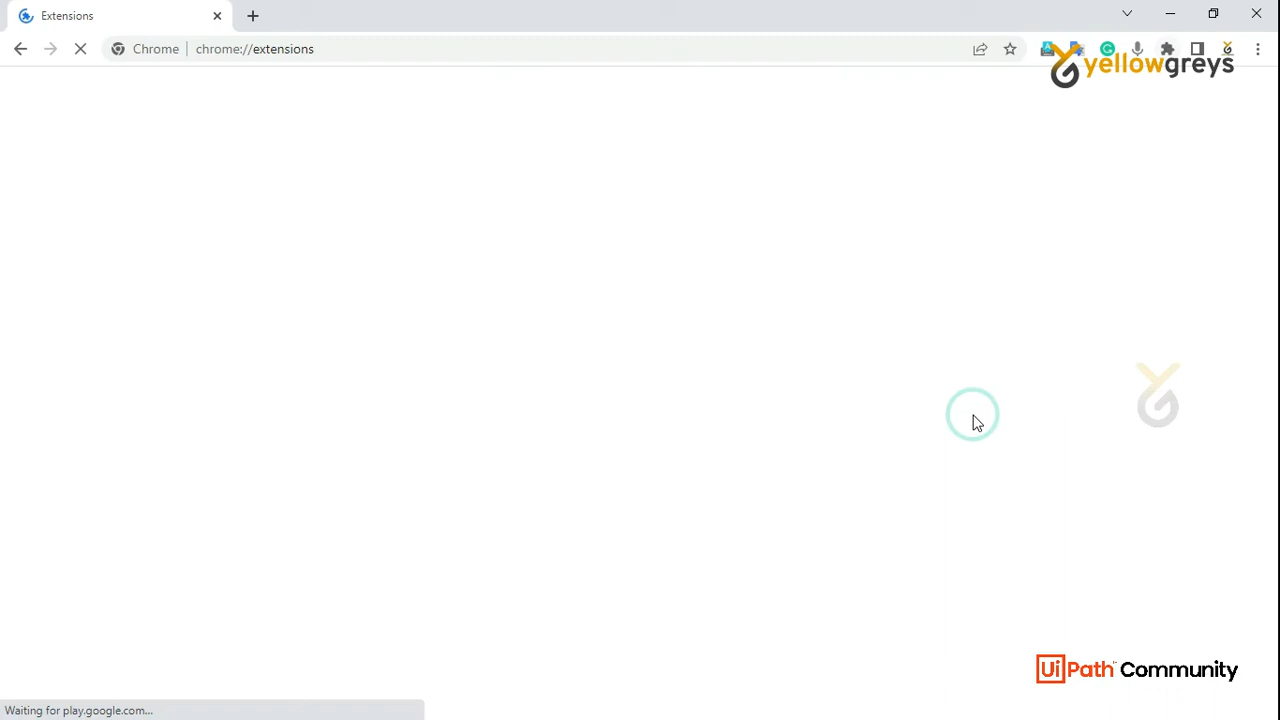 Extensions
Chrome
chrome://extensions
yellowgreys
UiPath Community
Waiting for play.google.com...